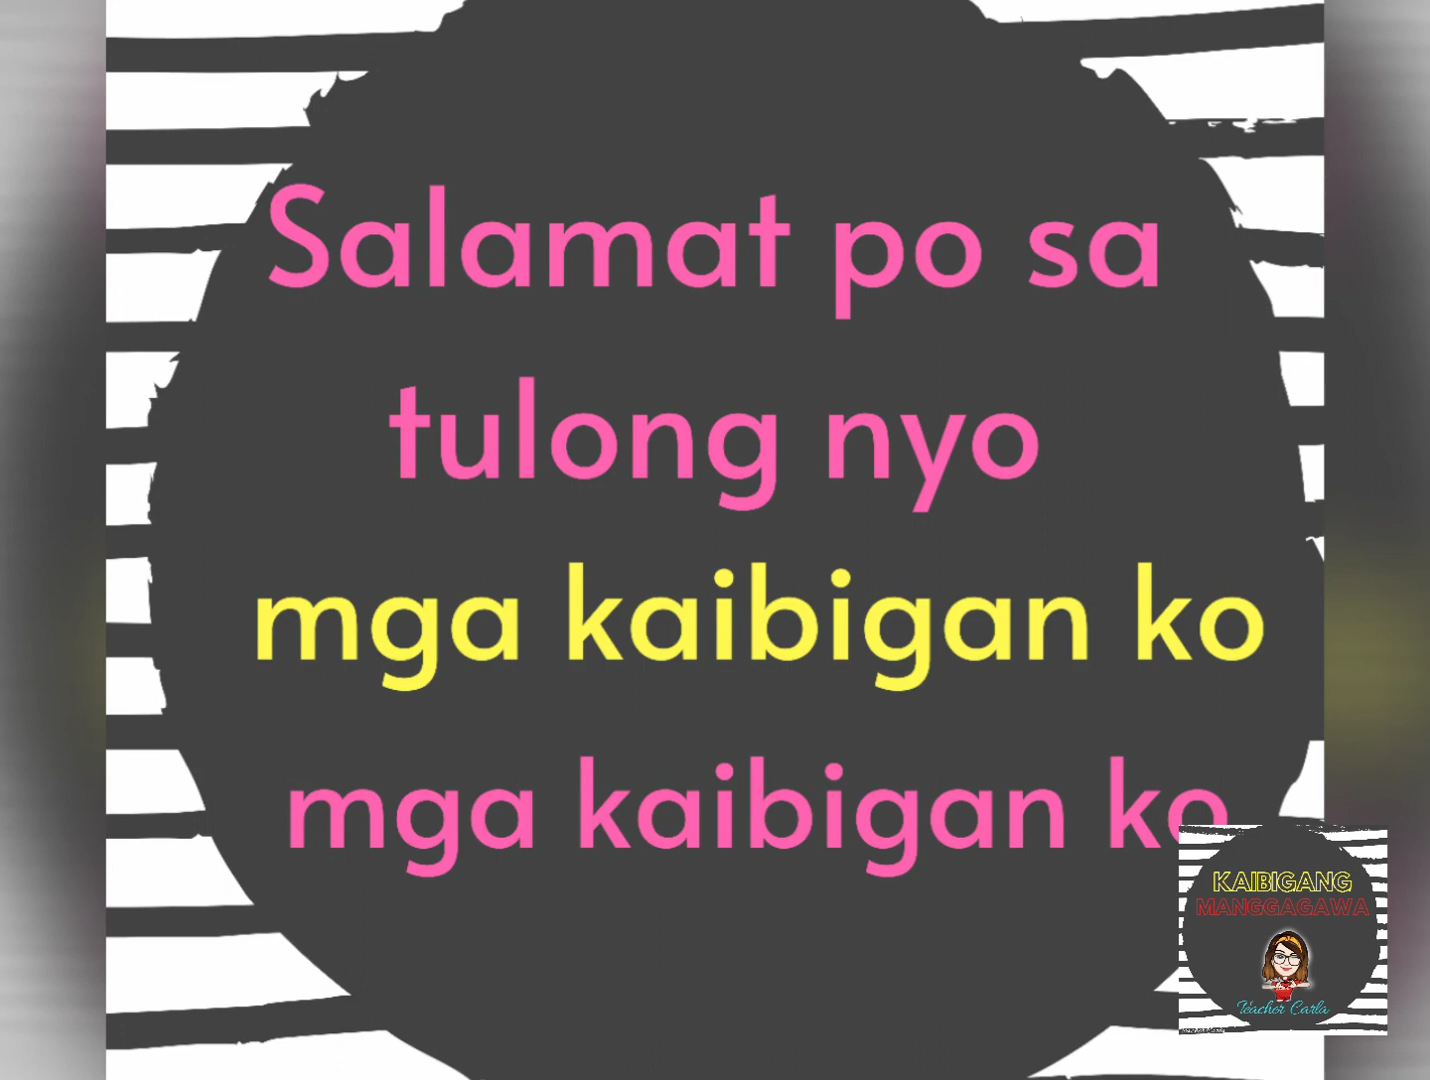 Salamat po sa
tulong nyo
mga kaibigan ko
mga kaibigan ko
KAIBIGANG
MANGGAGAWA
Teacher Carla